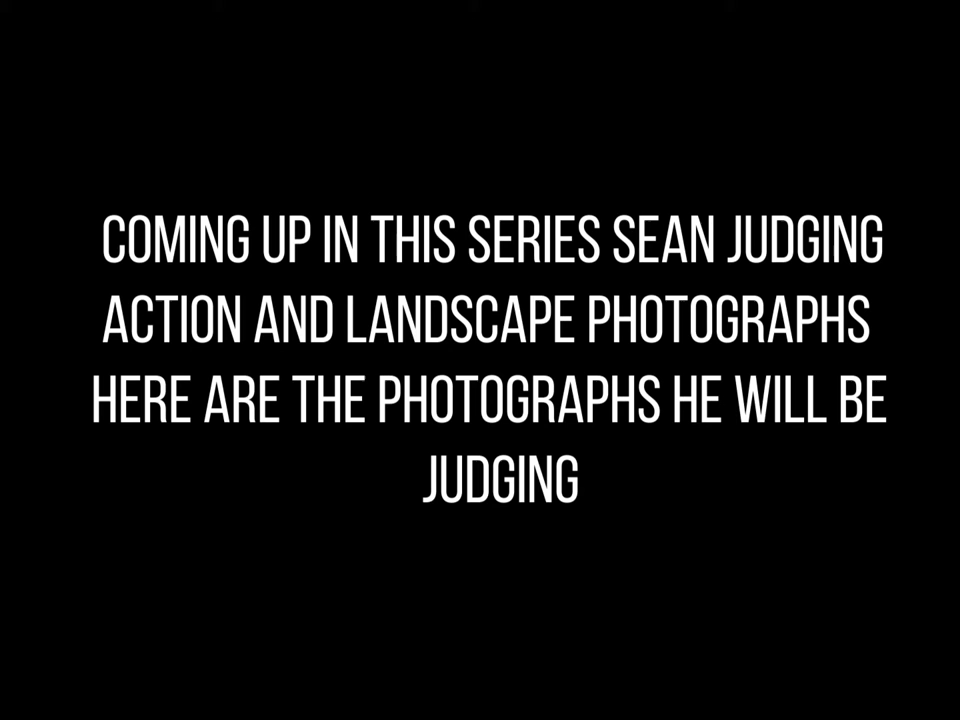 COMING UP IN THIS SERIES SEAN JUDGING
ACTION AND LANDSCAPE PHOTOGRAPHS
HERE ARE THE PHOTOGRAPHS HE WILL BE
JUDGING